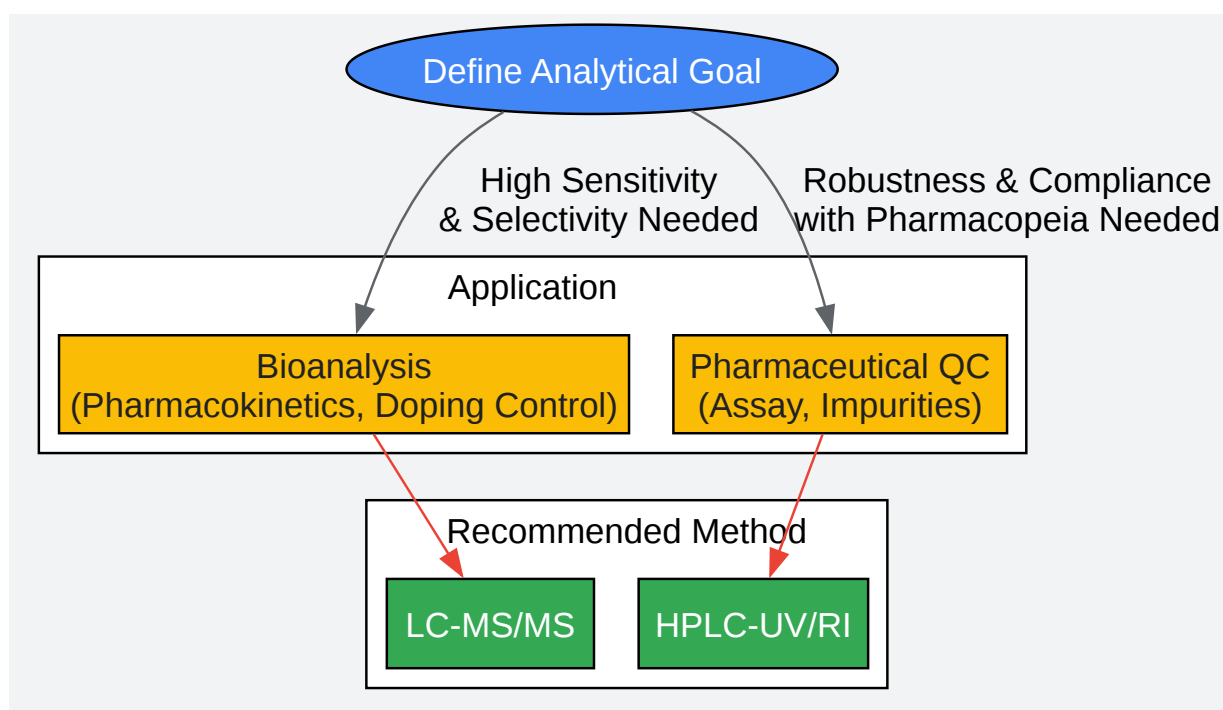 Define Analytical Goal
High Sensitivity
& Selectivity Needed
Robustness & Compliance
with Pharmacopeia Needed
Application
Bioanalysis
(Pharmacokinetics, Doping Control)
Pharmaceutical QC
(Assay, Impurities)
Recommended Method
LC-MS/MS
HPLC-UV/RI